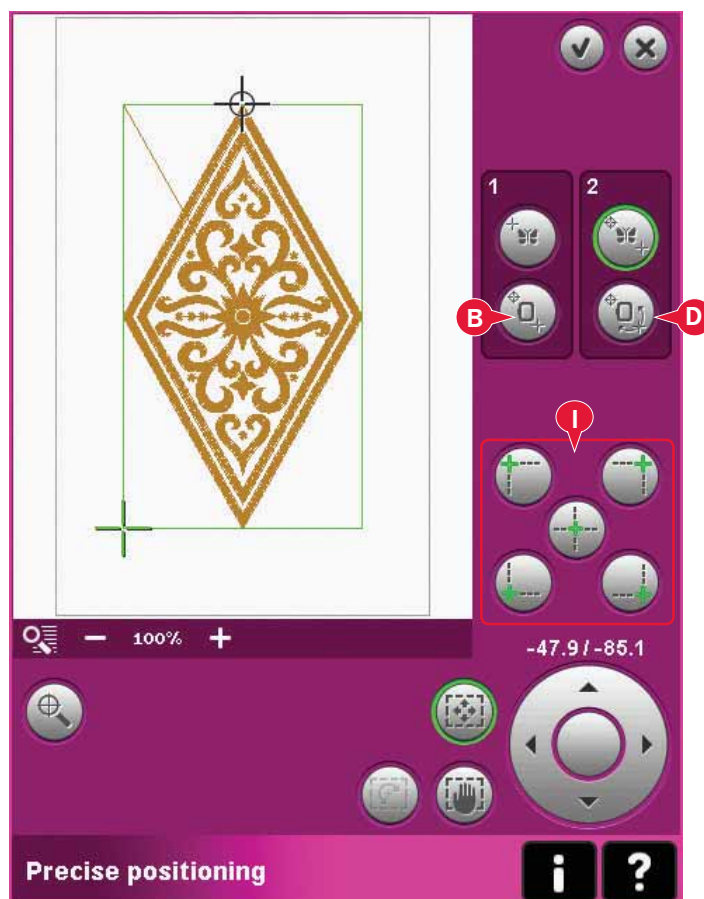 1 2
B D
I
- 100% +
-47.9 / -85.1
Precise positioning i ?